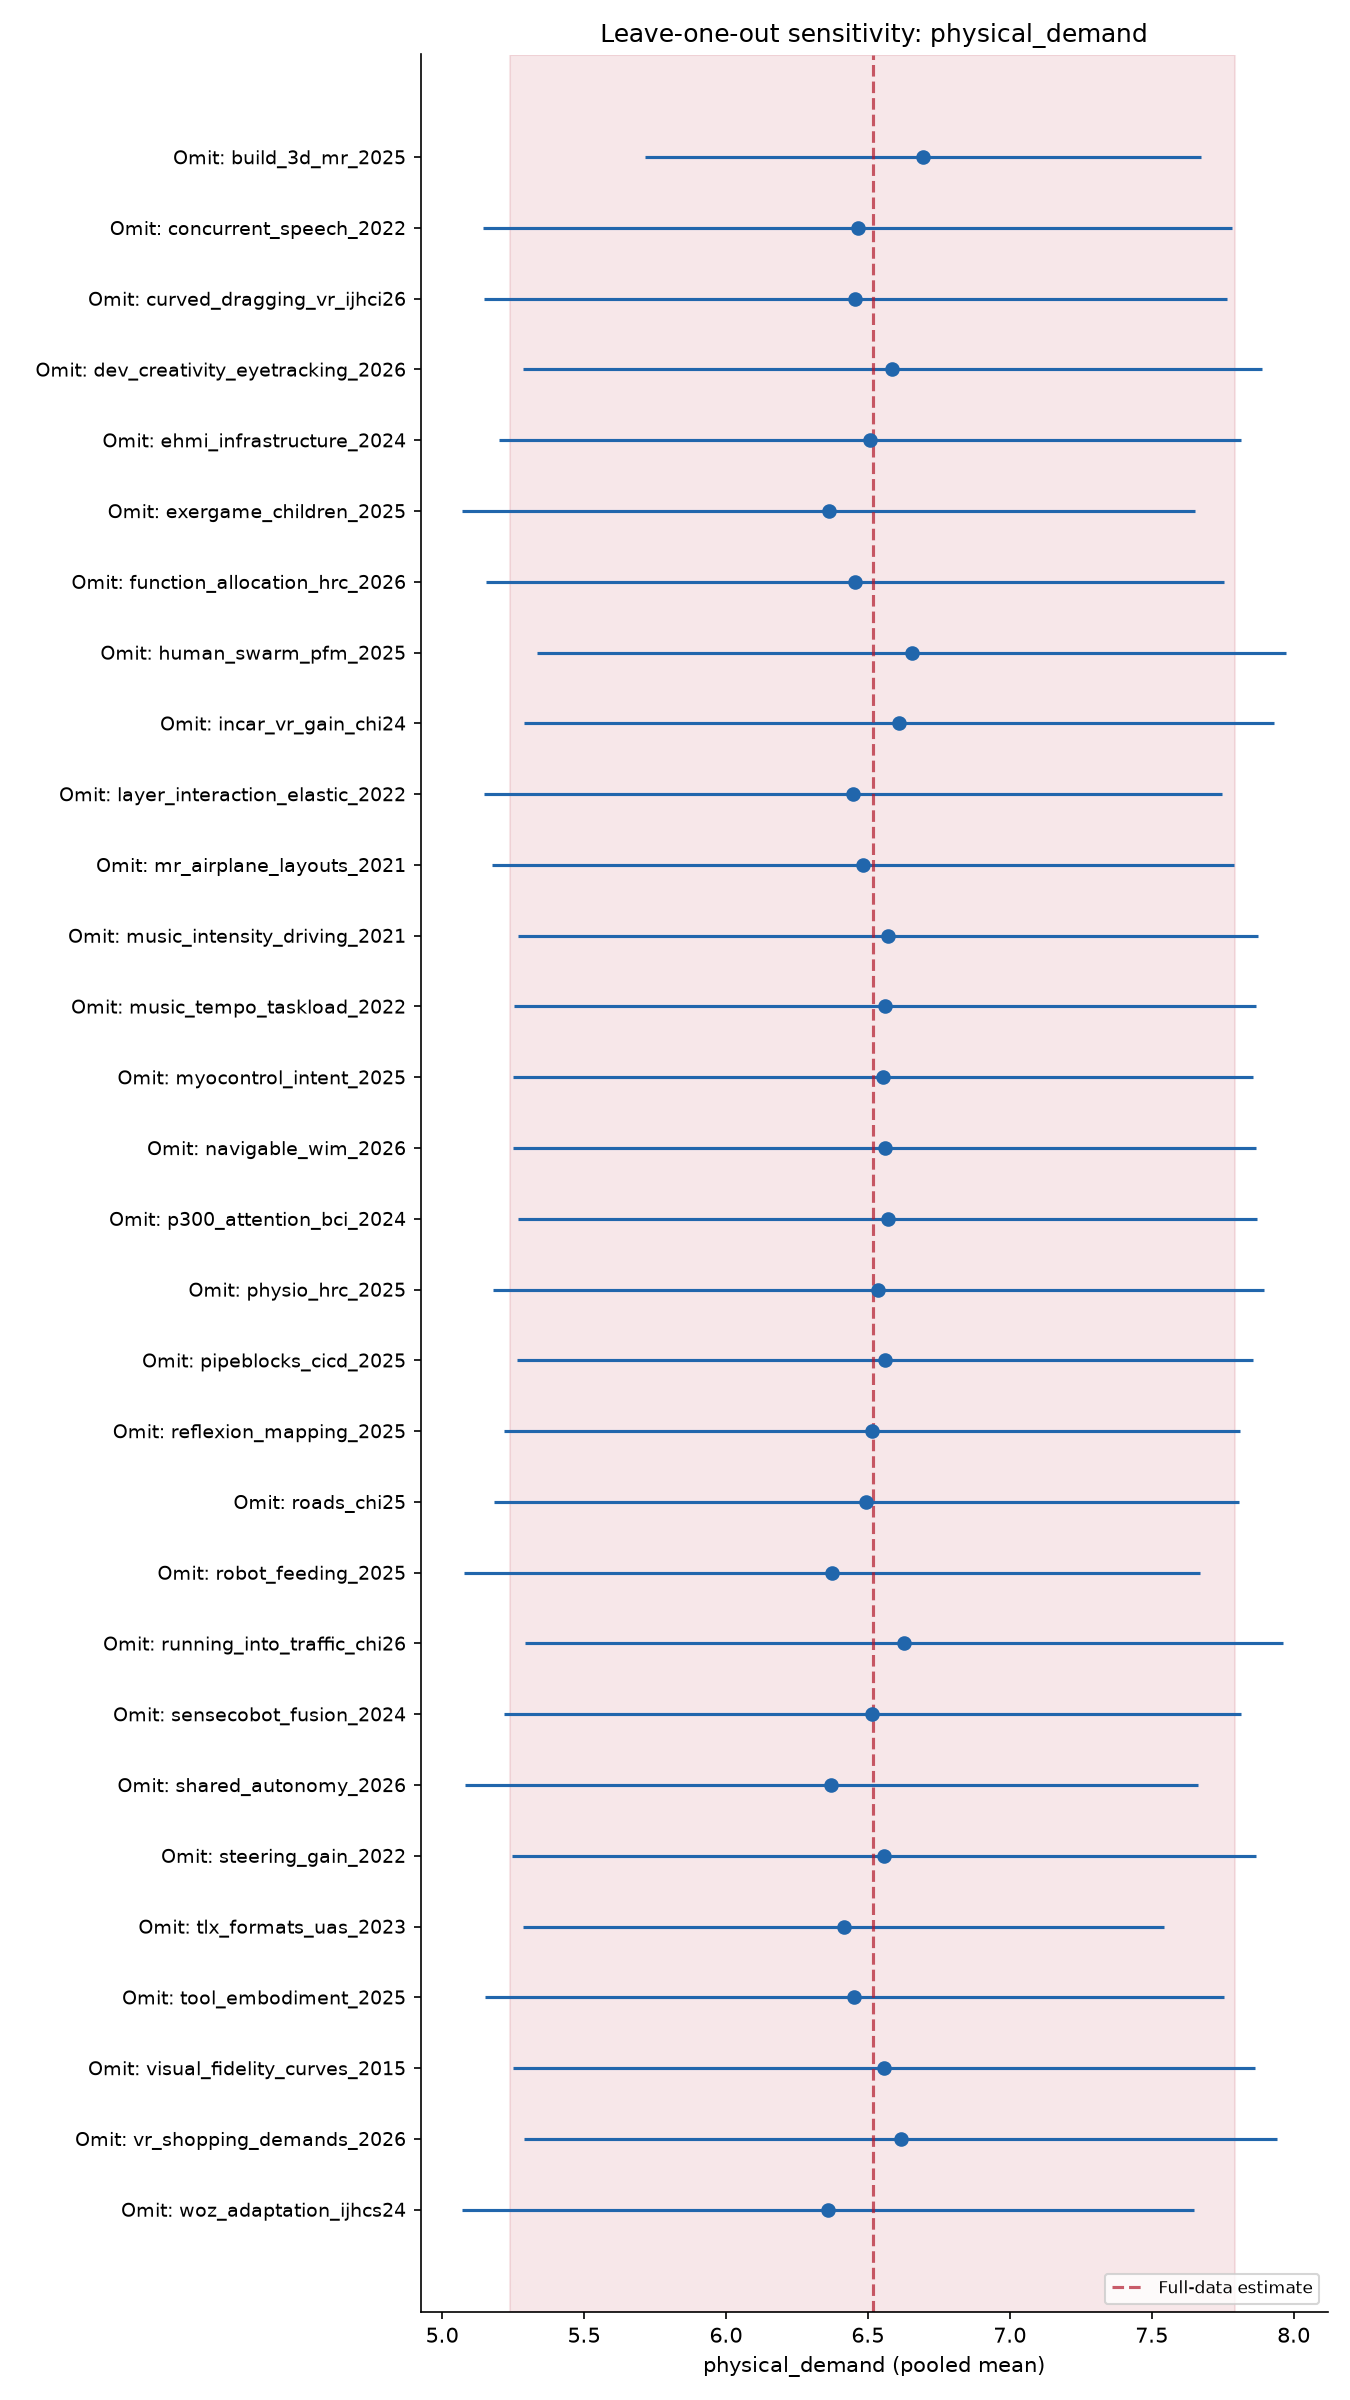 Leave-one-out sensitivity: physical_demand
Omit: build_3d_mr_2025
Omit: concurrent_speech_2022
Omit: curved_dragging_vr_ijhci26
Omit: dev_creativity_eyetracking_2026
Omit: ehmi_infrastructure_2024
Omit: exergame_children_2025
Omit: function_allocation_hrc_2026
Omit: human_swarm_pfm_2025
Omit: incar_vr_gain_chi24
Omit: layer_interaction_elastic_2022
Omit: mr_airplane_layouts_2021
Omit: music_intensity_driving_2021
Omit: music_tempo_taskload_2022
Omit: myocontrol_intent_2025
Omit: navigable_wim_2026
Omit: p300_attention_bci_2024
Omit: physio_hrc_2025
Omit: pipeblocks_cicd_2025
Omit: reflexion_mapping_2025
Omit: roads_chi25
Omit: robot_feeding_2025
Omit: running_into_traffic_chi26
Omit: sensecobot_fusion_2024
Omit: shared_autonomy_2026
Omit: steering_gain_2022
Omit: tlx_formats_uas_2023
Omit: tool_embodiment_2025
Omit: visual_fidelity_curves_2015
Omit: vr_shopping_demands_2026
Omit: woz_adaptation_ijhcs24
Full-data estimate
5.0 5.5 6.0 6.5 7.0 7.5 8.0
physical_demand (pooled mean)